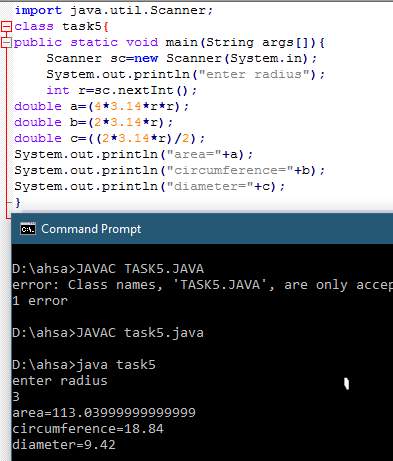 import java.util.Scanner;
class task5{
public static void main(String args[]){
Scanner sc=new Scanner(System.in);
System.out.println("enter radius");
int r=sc.nextInt();
double a=(4*3.14*r*r);
double b=(2*3.14*r);
double c=((2*3.14*r)/2);
System.out.println("area="+a);
System.out.println("circumference="+b);
System.out.println("diameter="+c);
}
Command Prompt
D:\ahsa>JAVAC TASK5.JAVA
error: Class names, 'TASK5.JAVA', are only
1 error
D:\ahsa>JAVAC task5.java
D:\ahsa>java task5
enter radius
3
area=113.03999999999999
circumference=18.84
diameter=9.42